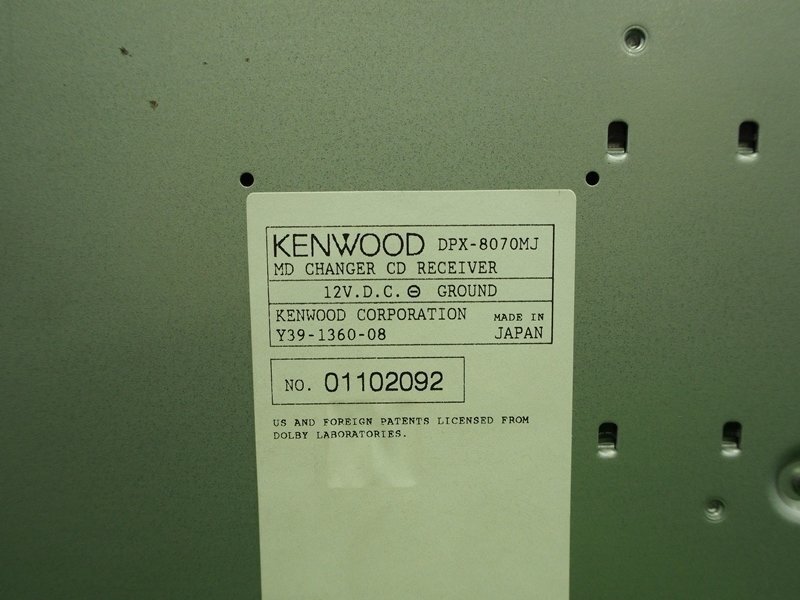 KENWOOD DPX-8070MJ
MD CHANGER CD RECEIVER
12V.D.C. ⊖ GROUND
KENWOOD CORPORATION MADE IN
Y39-1360-08 JAPAN
NO. 01102092
US AND FOREIGN PATENTS LICENSED FROM
DOLBY LABORATORIES.